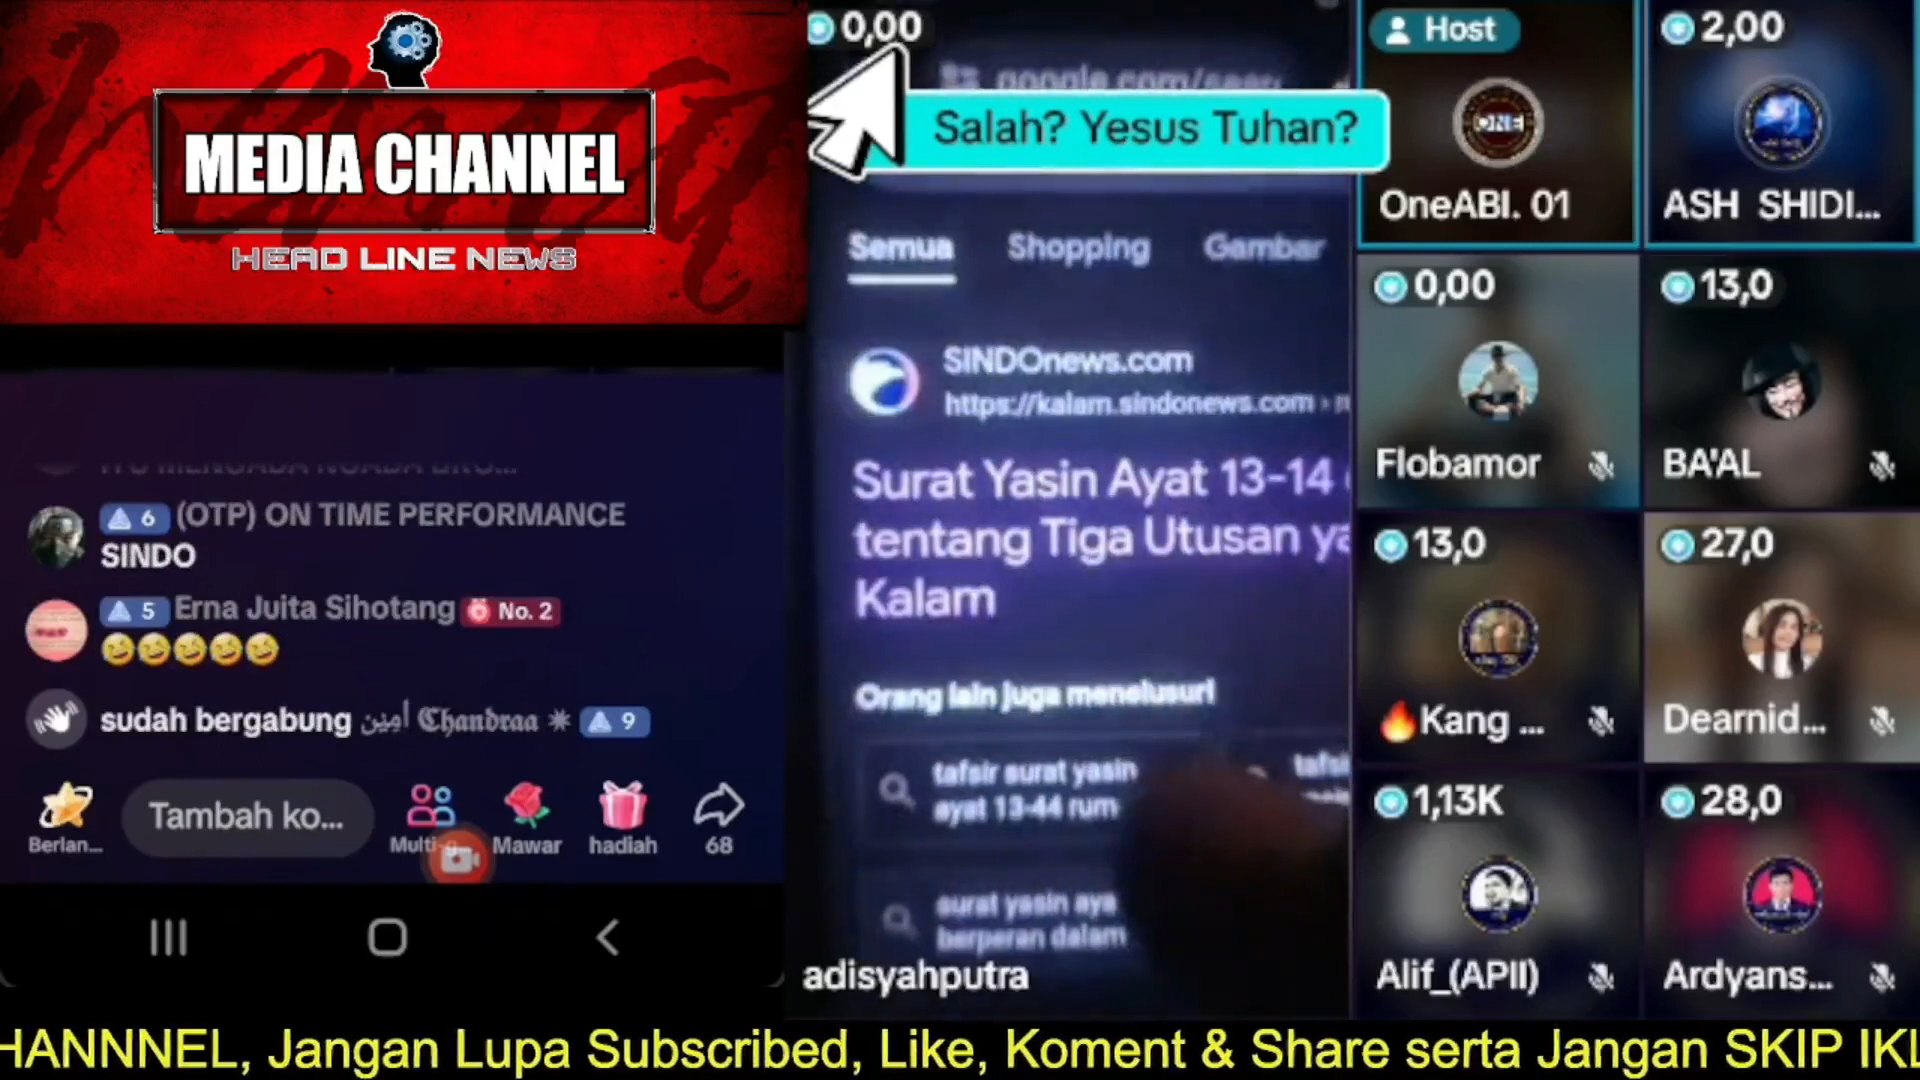 MEDIA CHANNEL
HEAD LINE NEWS
(OTP) ON TIME PERFORMANCE
6
SINDO
5
Erna Juita Sihotang
No. 2
sudah bergabung امين Chandraa
9
Berlan...
Tambah ko...
Mawar
hadiah
68
0,00
google.com/sear
Salah? Yesus Tuhan?
Semua
Shopping
Gambar
SINDOnews.com
https://kalam.sindonews.com
Surat Yasin Ayat 13-14
tentang Tiga Utusan ya
Kalam
Orang lain juga menelusuri
tafsir surat yasin
ayat 13-44 rum
surat yasin aya
berperan dalam
adisyahputra
Host
OneABI. 01
2,00
ASH SHIDI...
0,00
Flobamor
13,0
BA'AL
13,0
Kang ...
27,0
Dearnid...
1,13K
Alif_(APII)
28,0
Ardyans...
HANNNEL, Jangan Lupa Subscribed, Like, Koment & Share serta Jangan SKIP IKL